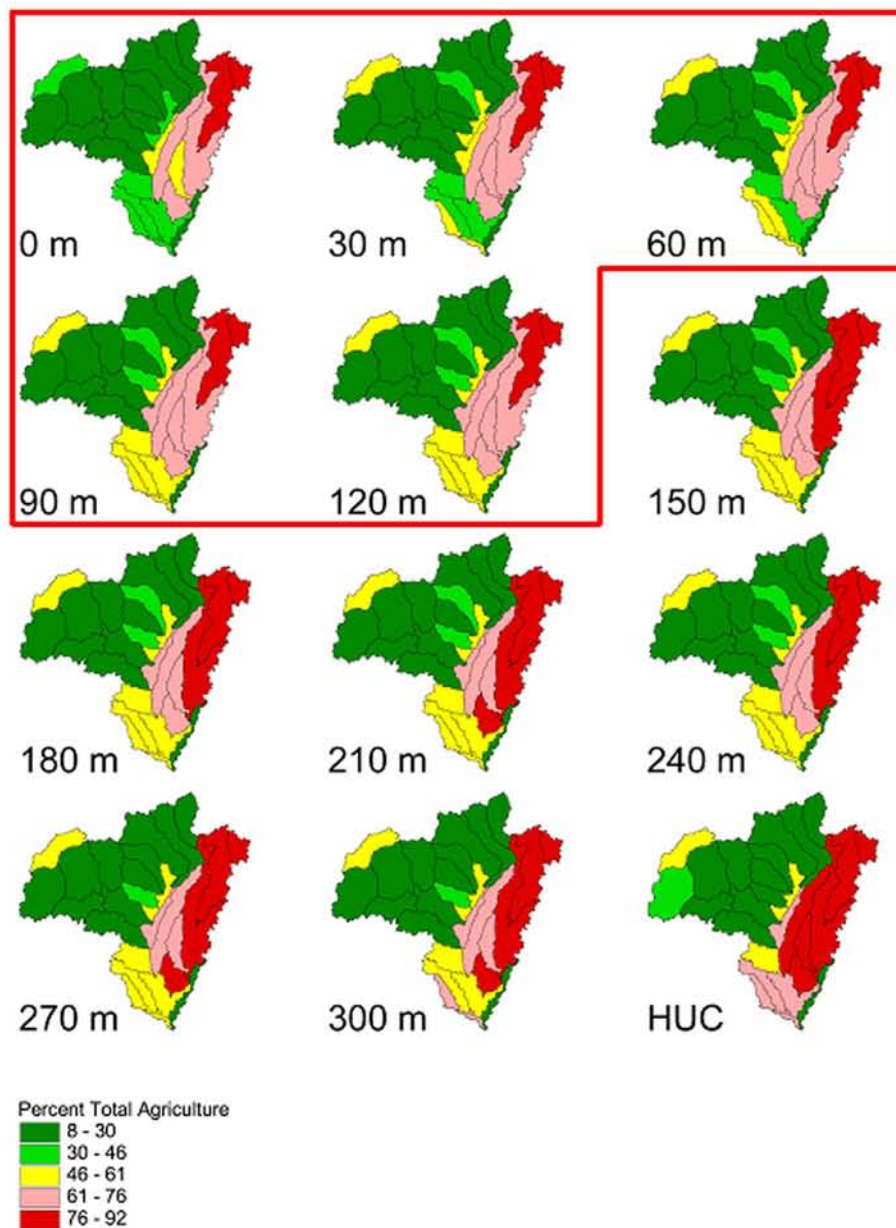 0 m 30 m 60 m
90 m 120 m 150 m
180 m 210 m 240 m
270 m 300 m HUC
Percent Total Agriculture
8 - 30
30 - 46
46 - 61
61 - 76
76 - 92